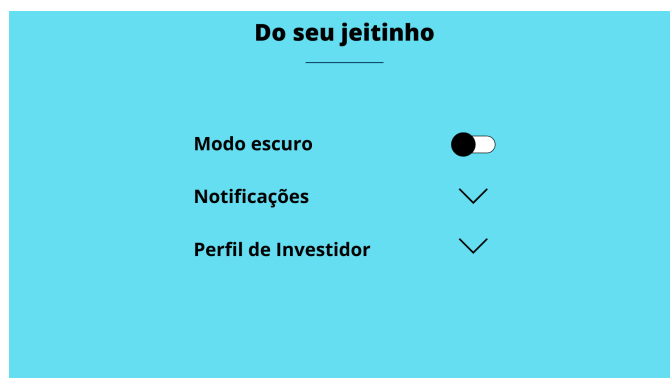 Do seu jeitinho
Modo escuro
Notificações
Perfil de Investidor